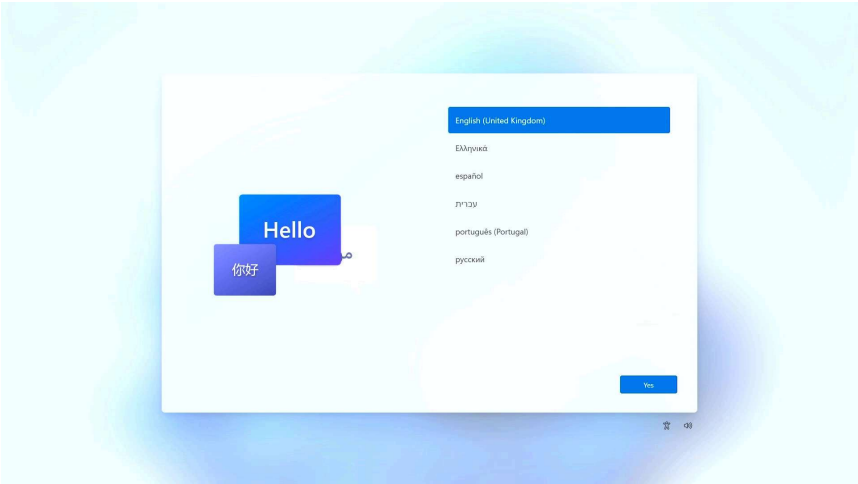 Hello
你好
English (United Kingdom)
Ελληνικά
español
עברית
português (Portugal)
русский
Yes